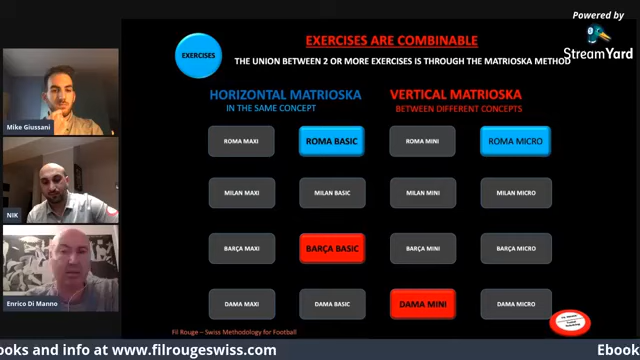 Powered by
StreamYard
EXERCISES
EXERCISES ARE COMBINABLE
THE UNION BETWEEN 2 OR MORE EXERCISES IS THROUGH THE MATRIOSKA METHOD
HORIZONTAL MATRIOSKA
IN THE SAME CONCEPT
VERTICAL MATRIOSKA
BETWEEN DIFFERENT CONCEPTS
ROMA MAXI ROMA BASIC ROMA MINI ROMA MICRO
MILAN MAXI MILAN BASIC MILAN MINI MILAN MICRO
BARÇA MAXI BARÇA BASIC BARÇA MINI BARÇA MICRO
DAMA MAXI DAMA BASIC DAMA MINI DAMA MICRO
Mike Giussani
NIK
Enrico Di Manno
Fil Rouge – Swiss Methodology for Football
ooks and info at www.filrougeswiss.com
Ebook